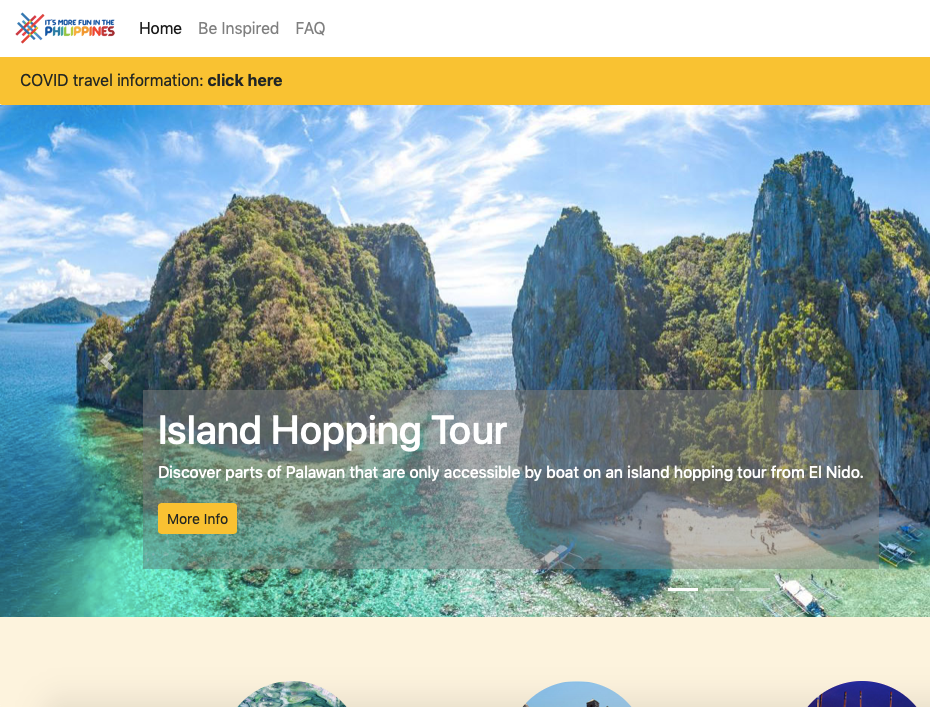 IT'S MORE FUN IN THE
PHILIPPINES
Home Be Inspired FAQ
COVID travel information: click here
Island Hopping Tour
Discover parts of Palawan that are only accessible by boat on an island hopping tour from El Nido.
More Info